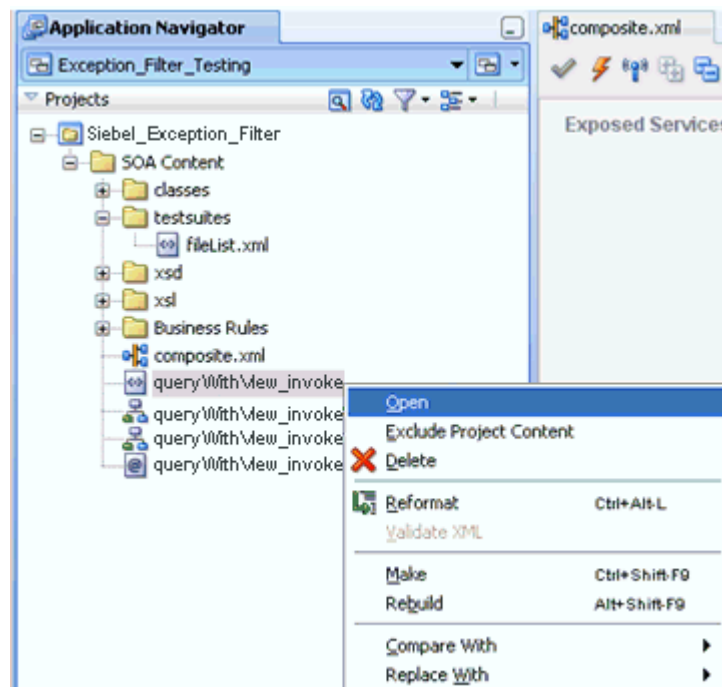 Application Navigator
composite.xml
Exception_Filter_Testing
Projects
Exposed Services
Siebel_Exception_Filter
SOA Content
classes
testsuites
fileList.xml
xsd
xsl
Business Rules
composite.xml
queryWithView_invoke
queryWithView_invoke
queryWithView_invoke
queryWithView_invoke
Open
Exclude Project Content
Delete
Reformat Ctrl+Alt-L
Validate XML
Make Ctrl+Shift-F9
Rebuild Alt+Shift-F9
Compare With
Replace With